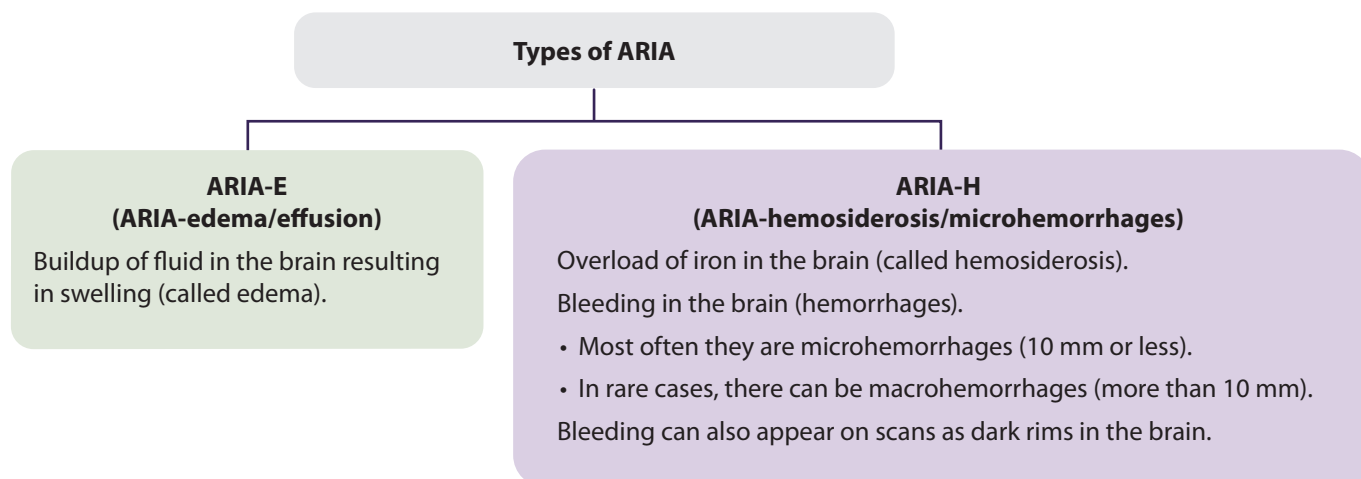 Types of ARIA
ARIA-E
(ARIA-edema/effusion)
Buildup of fluid in the brain resulting
in swelling (called edema).
ARIA-H
(ARIA-hemosiderosis/microhemorrhages)
Overload of iron in the brain (called hemosiderosis).
Bleeding in the brain (hemorrhages).
• Most often they are microhemorrhages (10 mm or less).
• In rare cases, there can be macrohemorrhages (more than 10 mm).
Bleeding can also appear on scans as dark rims in the brain.